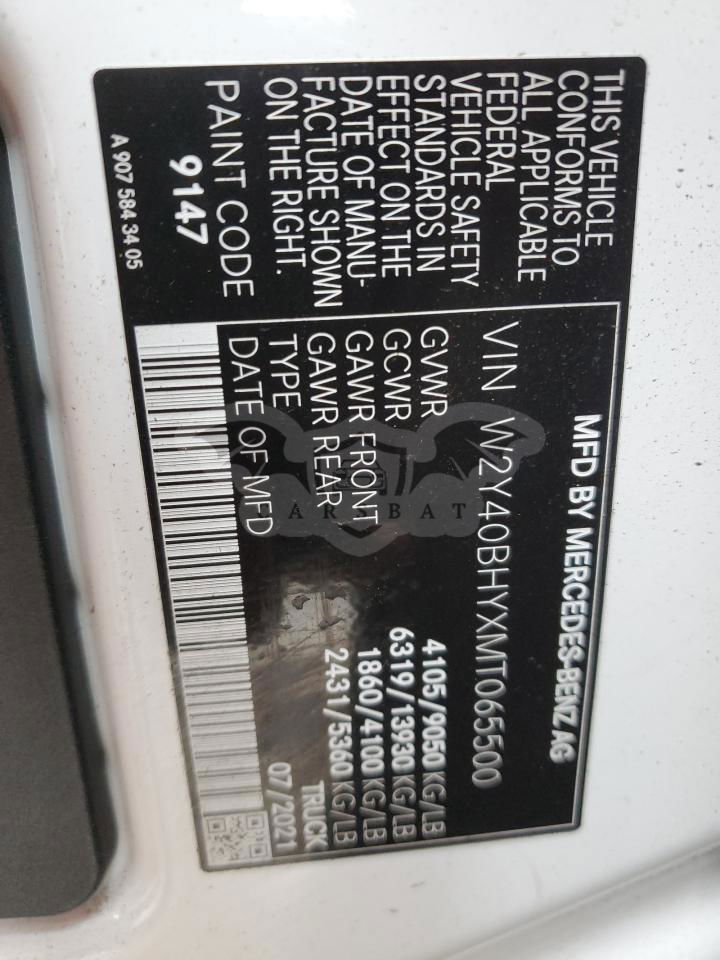 MFD BY MERCEDES-BENZ AG
VIN W2Y40BHYXMT065500
GVWR 4105/9050 KG/LB
GCWR 6319/13930 KG/LB
GAWR FRONT 1860/4100 KG/LB
GAWR REAR 2431/5360 KG/LB
TYPE TRUCK
DATE OF MFD 07/2021
THIS VEHICLE
CONFORMS TO
ALL APPLICABLE
FEDERAL
VEHICLE SAFETY
STANDARDS IN
EFFECT ON THE
DATE OF MANU-
FACTURE SHOWN
ON THE RIGHT.
PAINT CODE
9147
A 907 584 34 05
CARSBAT